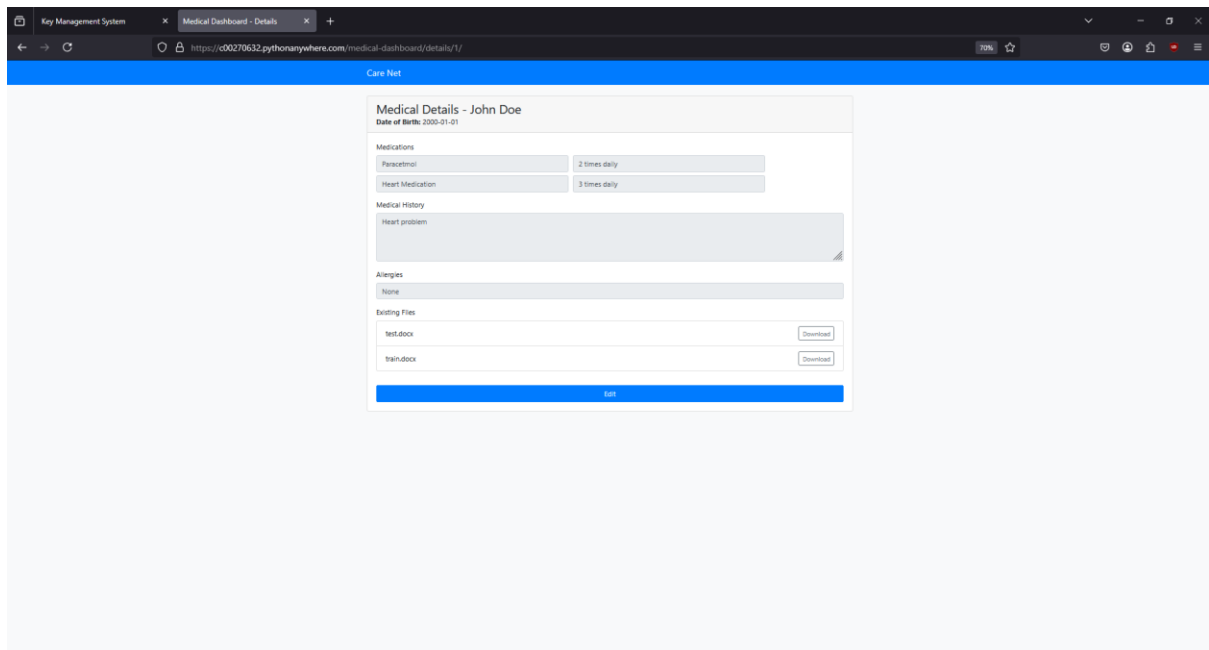 Key Management System
Medical Dashboard - Details
https://c00270632.pythonanywhere.com/medical-dashboard/details/1/
70%
Care Net
Medical Details - John Doe
Date of Birth: 2000-01-01
Medications
Paracetmol 2 times daily
Heart Medication 3 times daily
Medical History
Heart problem
Allergies
None
Existing Files
test.docx Download
train.docx Download
Edit